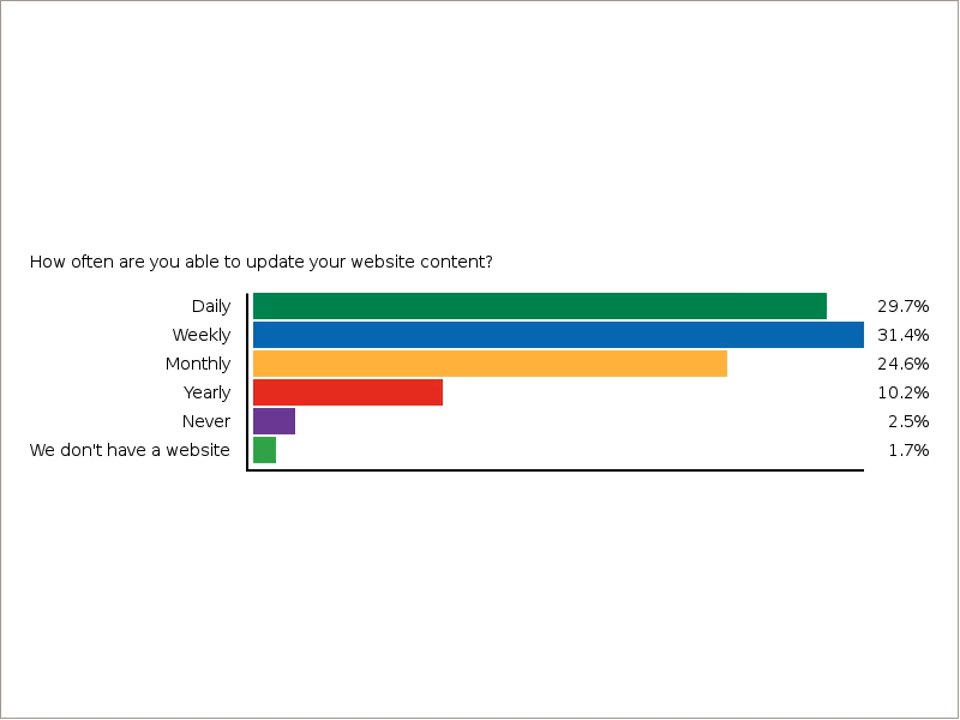 How often are you able to update your website content?
Daily 29.7%
Weekly 31.4%
Monthly 24.6%
Yearly 10.2%
Never 2.5%
We don't have a website 1.7%